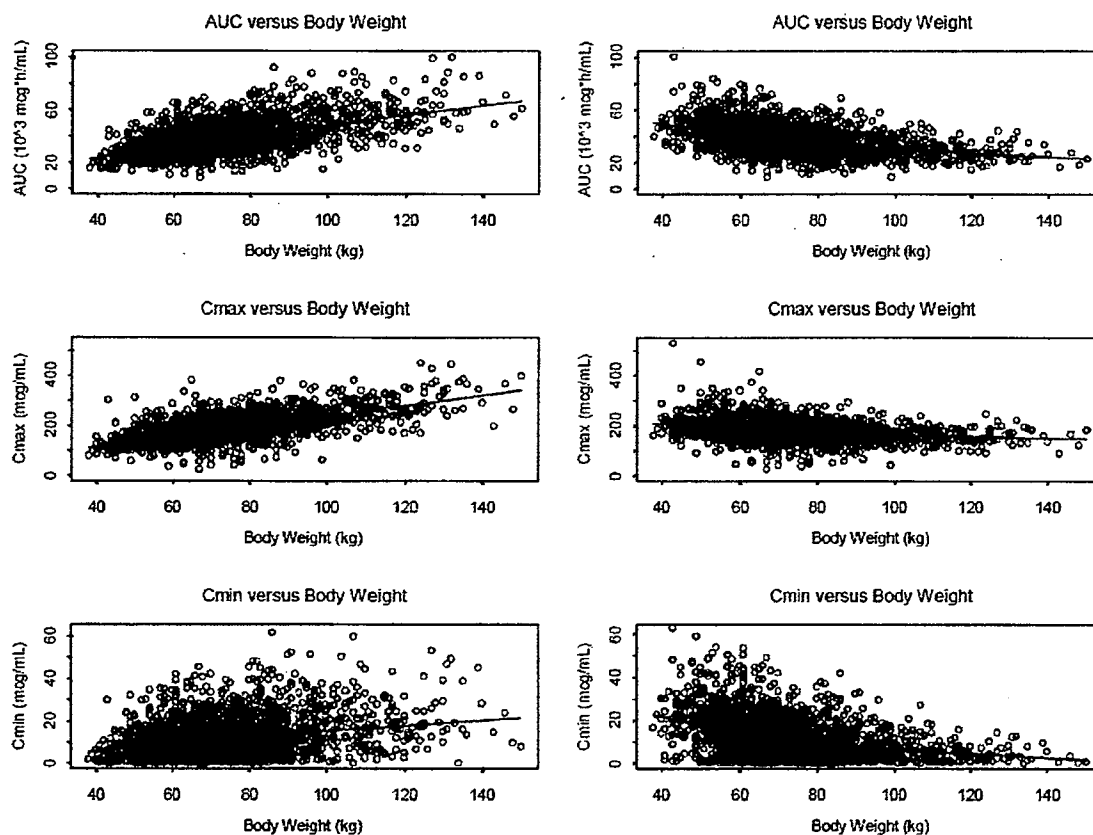 AUC versus Body Weight
AUC (10^3 mcg*h/mL)
0 20 60 100
40 60 80 100 120 140
Body Weight (kg)
AUC versus Body Weight
AUC (10^3 mcg*h/mL)
0 20 60 100
40 60 80 100 120 140
Body Weight (kg)
Cmax versus Body Weight
Cmax (mcg/mL)
0 200 400
40 60 80 100 120 140
Body Weight (kg)
Cmax versus Body Weight
Cmax (mcg/mL)
0 200 400
40 60 80 100 120 140
Body Weight (kg)
Cmin versus Body Weight
Cmin (mcg/mL)
0 20 40 60
40 60 80 100 120 140
Body Weight (kg)
Cmin versus Body Weight
Cmin (mcg/mL)
0 20 40 60
40 60 80 100 120 140
Body Weight (kg)